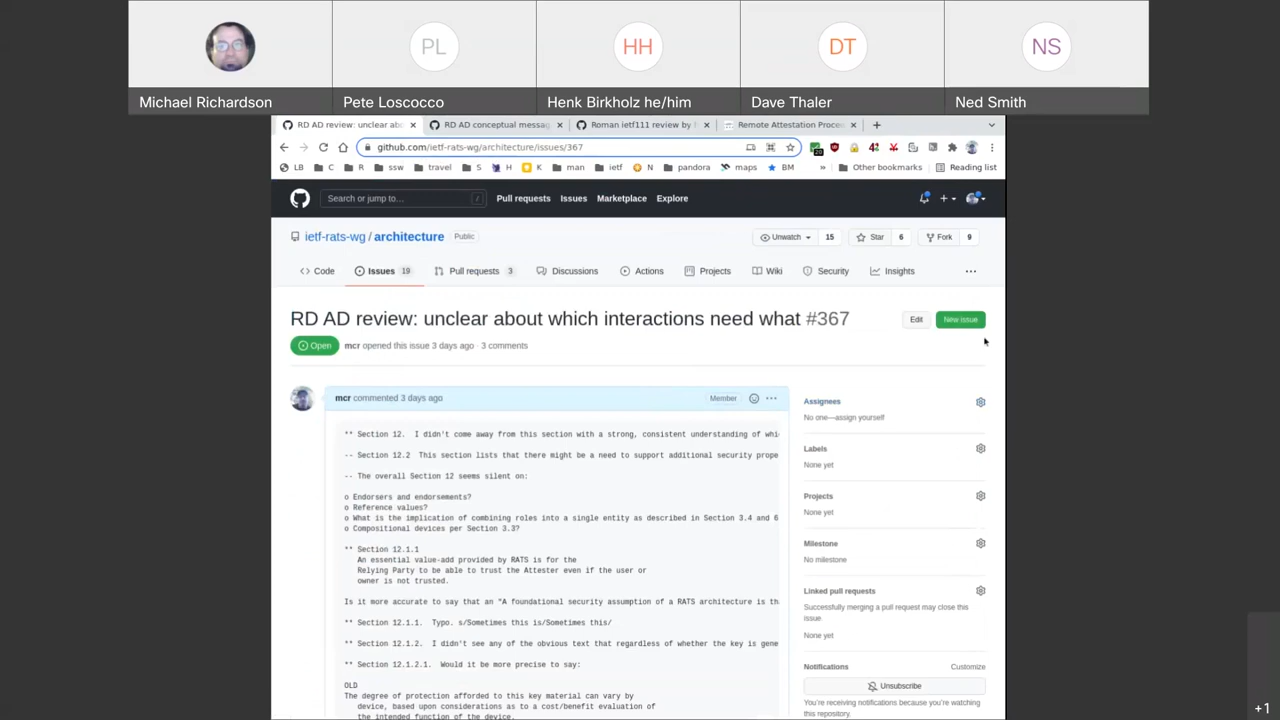 PL
HH
DT
NS
Michael Richardson
Pete Loscocco
Henk Birkholz he/him
Dave Thaler
Ned Smith
RD AD review: unclear abo
RD AD conceptual messag
Roman ietf111 review by
Remote Attestation Proce
github.com/ietf-rats-wg/architecture/issues/367
LB
C
R
ssw
travel
S
H
K
man
ietf
N
pandora
maps
BM
»
Other bookmarks
Reading list
Search or jump to…
/
Pull requests
Issues
Marketplace
Explore
ietf-rats-wg / architecture
Public
Unwatch
15
Star
6
Fork
9
Code
Issues 19
Pull requests 3
Discussions
Actions
Projects
Wiki
Security
Insights
RD AD review: unclear about which interactions need what #367
Edit
New issue
Open
mcr opened this issue 3 days ago · 3 comments
mcr commented 3 days ago
Member
** Section 12. I didn't come away from this section with a strong, consistent understanding of whi
-- Section 12.2 This section lists that there might be a need to support additional security prope
-- The overall Section 12 seems silent on:
o Endorsers and endorsements?
o Reference values?
o What is the implication of combining roles into a single entity as described in Section 3.4 and 6
o Compositional devices per Section 3.3?
** Section 12.1.1
An essential value-add provided by RATS is for the
Relying Party to be able to trust the Attester even if the user or
owner is not trusted.
Is it more accurate to say that an "A foundational security assumption of a RATS architecture is tha
** Section 12.1.1. Typo. s/Sometimes this is/Sometimes this/
** Section 12.1.2. I didn't see any of the obvious text that regardless of whether the key is gene
** Section 12.1.2.1. Would it be more precise to say:
OLD
The degree of protection afforded to this key material can vary by
device, based upon considerations as to a cost/benefit evaluation of
the intended function of the device.
Assignees
No one—assign yourself
Labels
None yet
Projects
None yet
Milestone
No milestone
Linked pull requests
Successfully merging a pull request may close this
issue.
None yet
Notifications
Customize
Unsubscribe
You're receiving notifications because you're watching
this repository.
+1